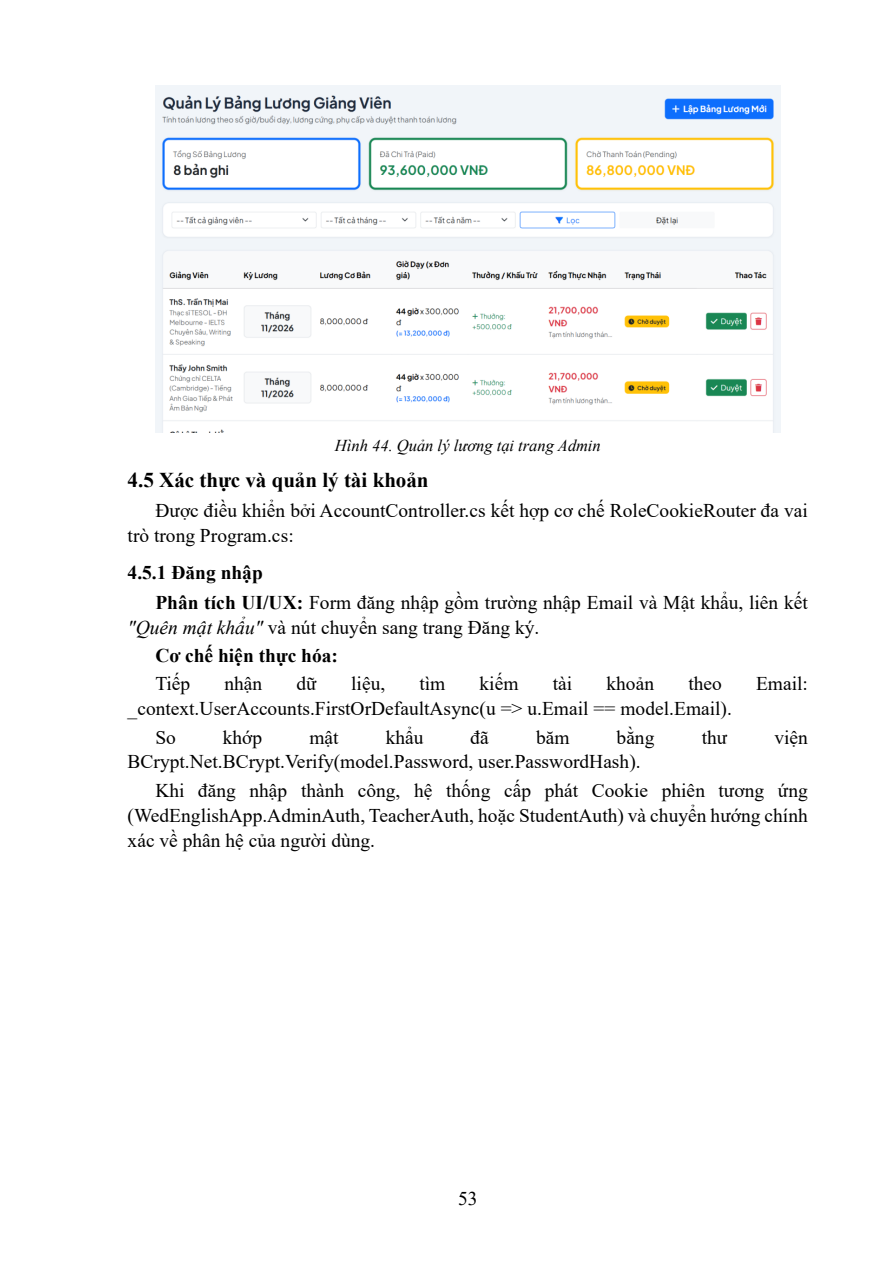 Quản Lý Bảng Lương Giảng Viên
Tính toán lương theo số giờ/buổi dạy, lương cứng, phụ cấp và duyệt thanh toán lương
+ Lập Bảng Lương Mới
Tổng Số Bảng Lương
8 bản ghi
Đã Chi Trả (Paid)
93,600,000 VNĐ
Chờ Thanh Toán (Pending)
86,800,000 VNĐ
-- Tất cả giảng viên --
-- Tất cả tháng --
-- Tất cả năm --
Lọc
Đặt lại
Giảng Viên
Kỳ Lương
Lương Cơ Bản
Giờ Dạy (x Đơn
giá)
Thưởng / Khấu Trừ
Tổng Thực Nhận
Trạng Thái
Thao Tác
ThS. Trần Thị Mai
Thạc sĩ TESOL - ĐH
Melbourne - IELTS
Chuyên Sâu, Writing
& Speaking
Tháng
11/2026
8,000,000 đ
44 giờ x 300,000
đ
(= 13,200,000 đ)
+ Thưởng:
+500,000 đ
21,700,000
VNĐ
Tạm tính lương thán...
Chờ duyệt
Duyệt
Thầy John Smith
Chứng chỉ CELTA
(Cambridge) - Tiếng
Anh Giao Tiếp & Phát
Âm Bản Ngữ
Tháng
11/2026
8,000,000 đ
44 giờ x 300,000
đ
(= 13,200,000 đ)
+ Thưởng:
+500,000 đ
21,700,000
VNĐ
Tạm tính lương thán...
Chờ duyệt
Duyệt
Hình 44. Quản lý lương tại trang Admin
4.5 Xác thực và quản lý tài khoản
Được điều khiển bởi AccountController.cs kết hợp cơ chế RoleCookieRouter đa vai
trò trong Program.cs:
4.5.1 Đăng nhập
Phân tích UI/UX: Form đăng nhập gồm trường nhập Email và Mật khẩu, liên kết
"Quên mật khẩu" và nút chuyển sang trang Đăng ký.
Cơ chế hiện thực hóa:
Tiếp nhận dữ liệu, tìm kiếm tài khoản theo Email:
_context.UserAccounts.FirstOrDefaultAsync(u => u.Email == model.Email).
So khớp mật khẩu đã băm bằng thư viện
BCrypt.Net.BCrypt.Verify(model.Password, user.PasswordHash).
Khi đăng nhập thành công, hệ thống cấp phát Cookie phiên tương ứng
(WedEnglishApp.AdminAuth, TeacherAuth, hoặc StudentAuth) và chuyển hướng chính
xác về phân hệ của người dùng.
53